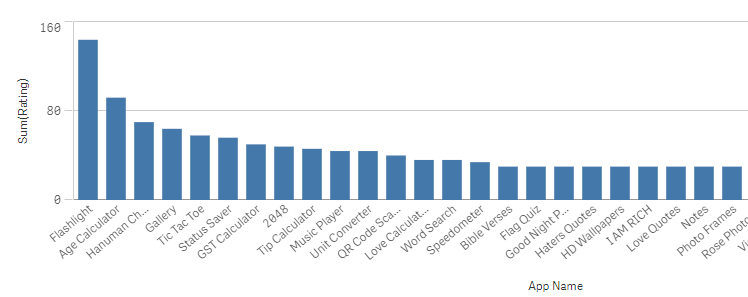 160
80
0
Sum(Rating)
Flashlight
Age Calculator
Hanuman Ch...
Gallery
Tic Tac Toe
Status Saver
GST Calculator
2048
Tip Calculator
Music Player
Unit Converter
QR Code Sca...
Love Calculat...
Word Search
Speedometer
Bible Verses
Flag Quiz
Good Night P...
Haters Quotes
HD Wallpapers
I AM RICH
Love Quotes
Notes
Photo Frames
Rose Photo
App Name